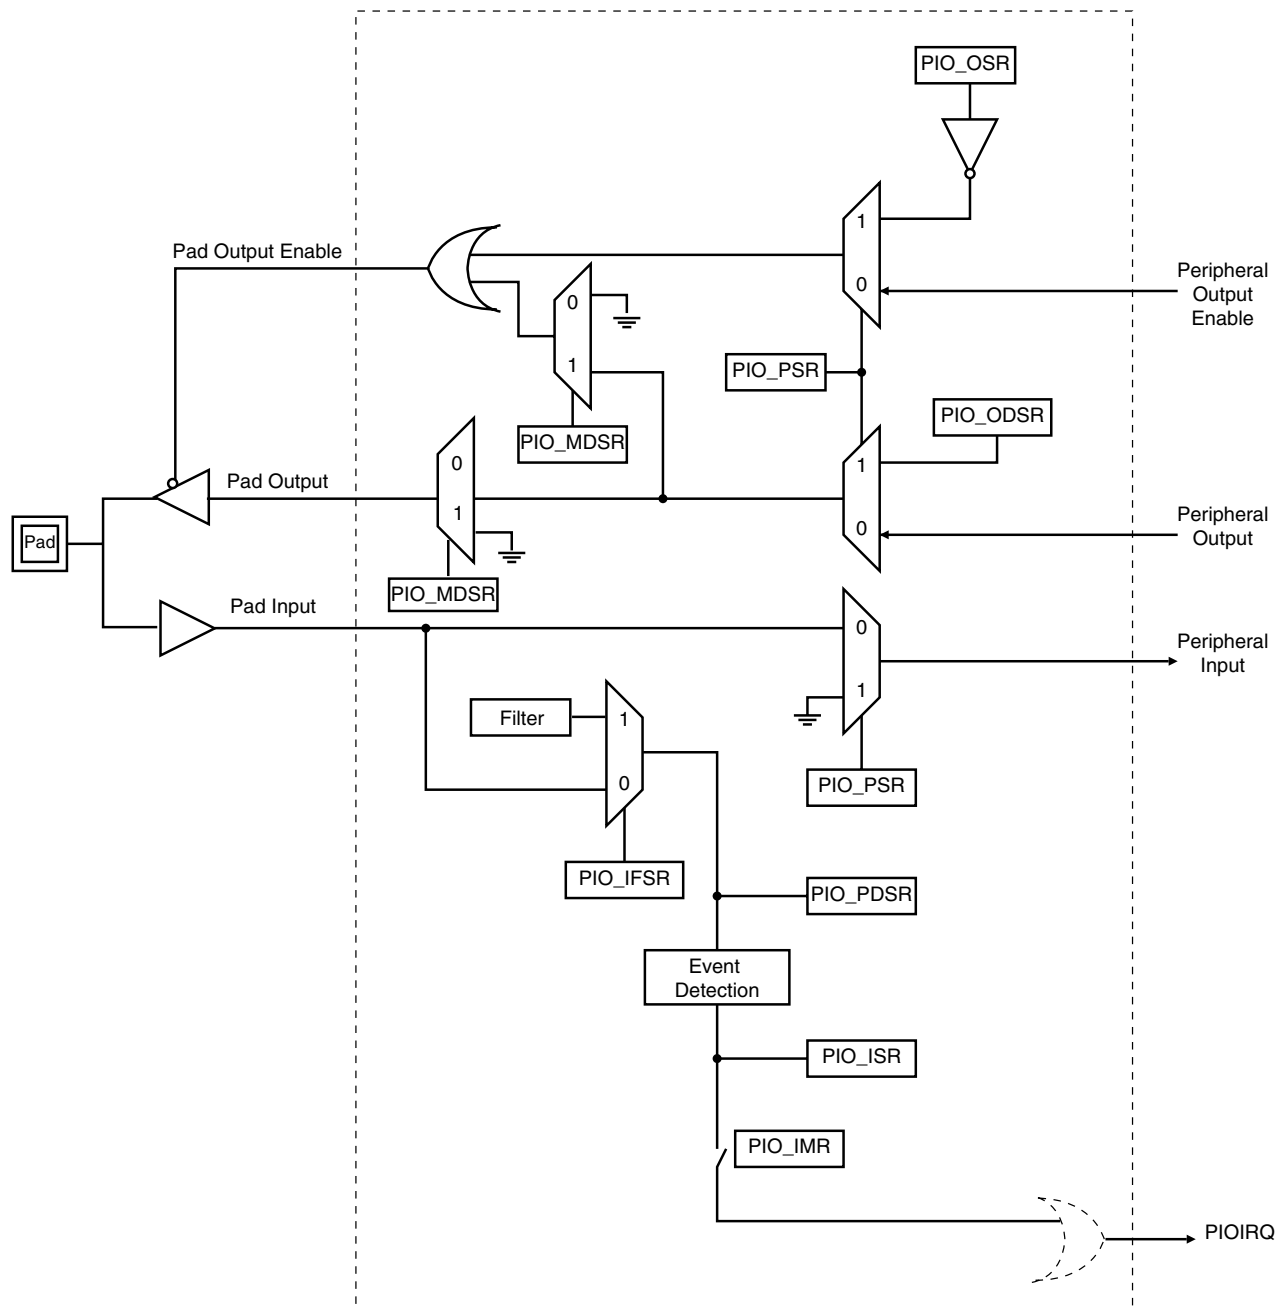 PIO_OSR
1
Pad Output Enable
0
Peripheral
Output
Enable
0
1
PIO_PSR
PIO_MDSR
PIO_ODSR
0
1
Pad Output
1
0
Peripheral
Output
Pad
PIO_MDSR
Pad Input
0
Peripheral
Input
1
Filter
1
0
PIO_PSR
PIO_IFSR
PIO_PDSR
Event
Detection
PIO_ISR
PIO_IMR
PIOIRQ